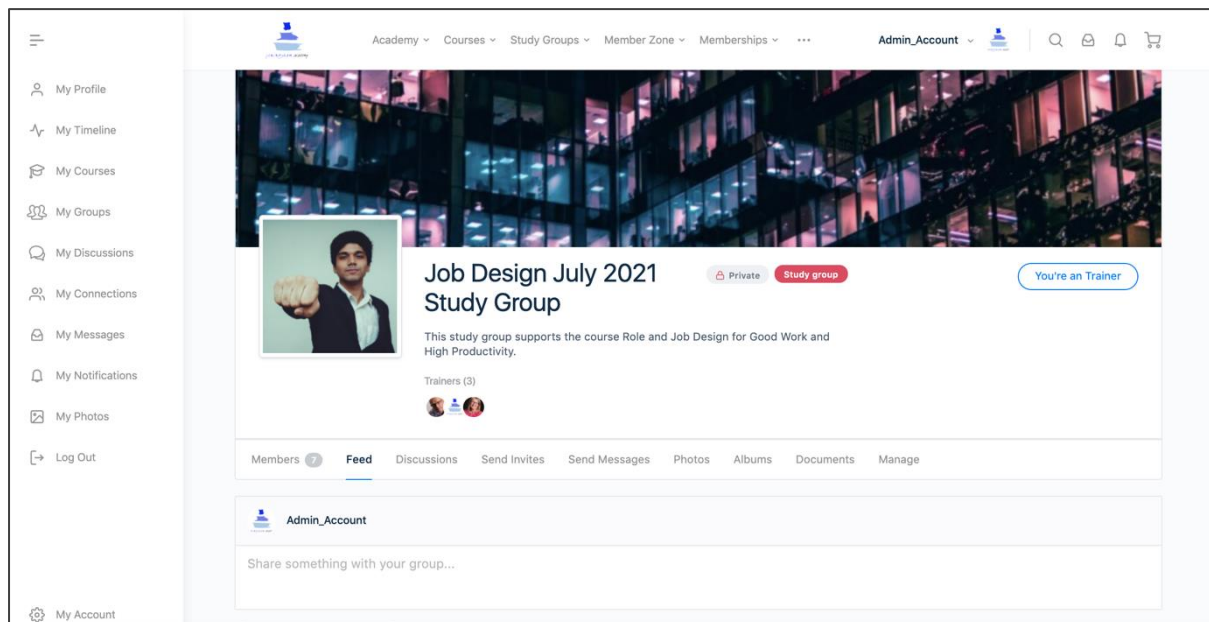 Academy Courses Study Groups Member Zone Memberships ... Admin_Account
My Profile
My Timeline
My Courses
My Groups
My Discussions
My Connections
My Messages
My Notifications
My Photos
Log Out
My Account
Job Design July 2021
Study Group
Private
Study group
You're an Trainer
This study group supports the course Role and Job Design for Good Work and
High Productivity.
Trainers (3)
Members 7 Feed Discussions Send Invites Send Messages Photos Albums Documents Manage
Admin_Account
Share something with your group...